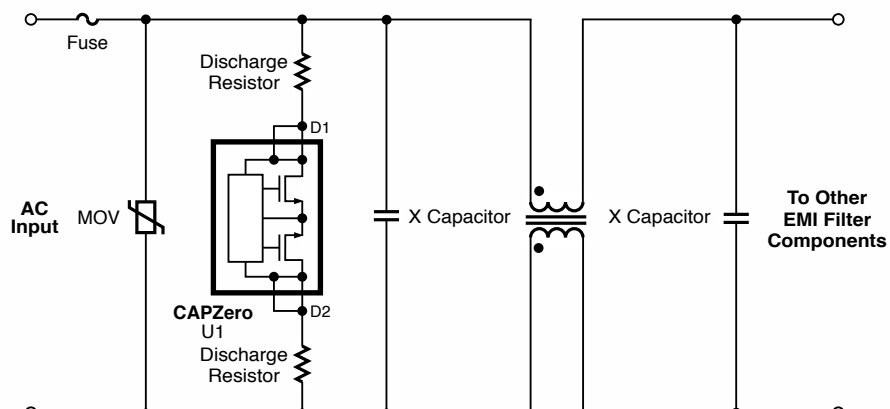 Fuse
Discharge
Resistor
D1
AC
Input
MOV
X Capacitor
X Capacitor
To Other
EMI Filter
Components
D2
CAPZero
U1
Discharge
Resistor